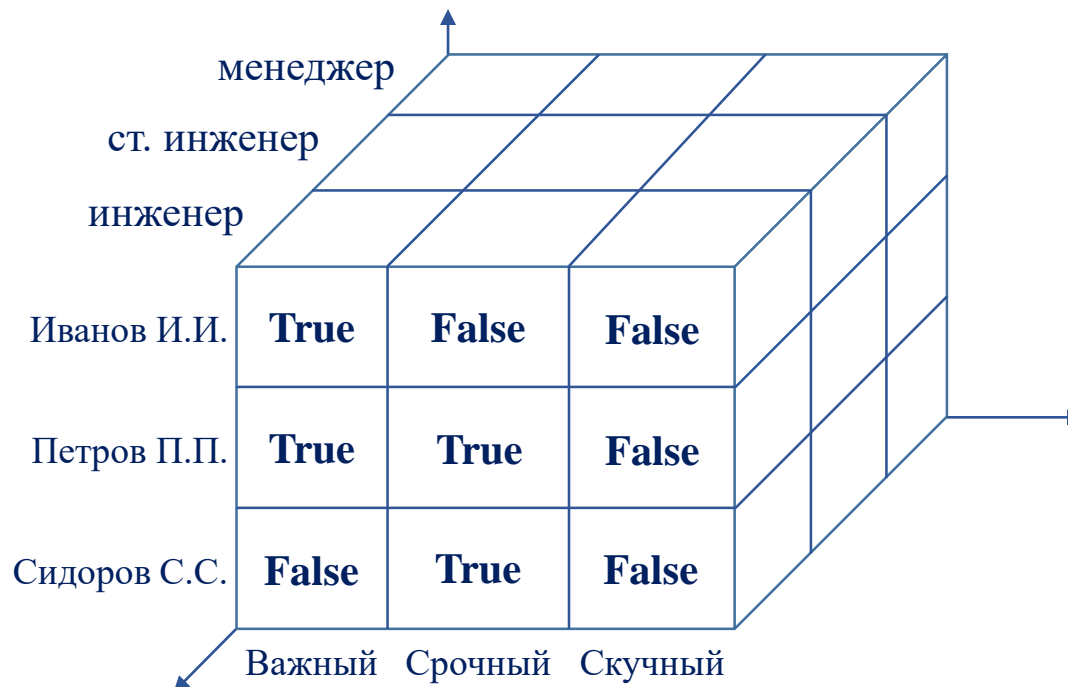 менеджер
ст. инженер
инженер
Иванов И.И. True False False
Петров П.П. True True False
Сидоров С.С. False True False
Важный Срочный Скучный